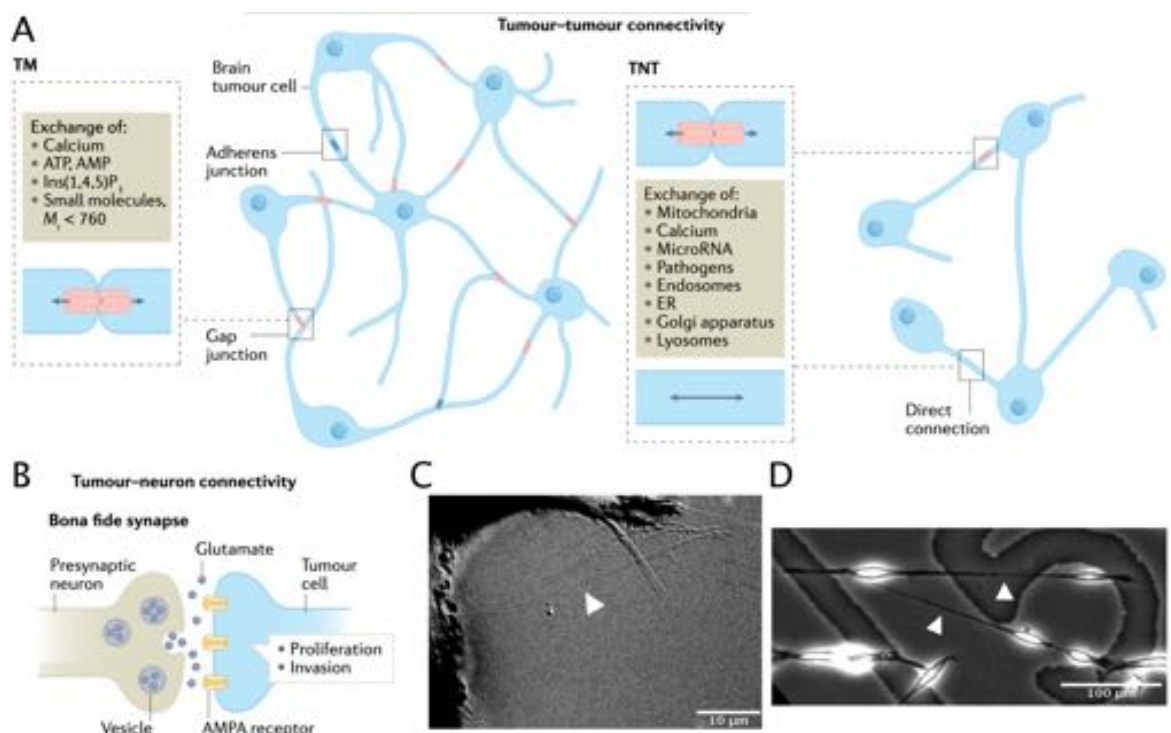 A
Tumour–tumour connectivity
TM
Exchange of:
• Calcium
• ATP, AMP
• Ins(1,4,5)P₃
• Small molecules,
Mᵣ < 760
Brain
tumour cell
Adherens
junction
Gap
junction
TNT
Exchange of:
• Mitochondria
• Calcium
• MicroRNA
• Pathogens
• Endosomes
• ER
• Golgi apparatus
• Lyosomes
Direct
connection
B
Tumour–neuron connectivity
Bona fide synapse
Glutamate
Presynaptic
neuron
Tumour
cell
• Proliferation
• Invasion
Vesicle
AMPA receptor
C
10 µm
D
100 µm